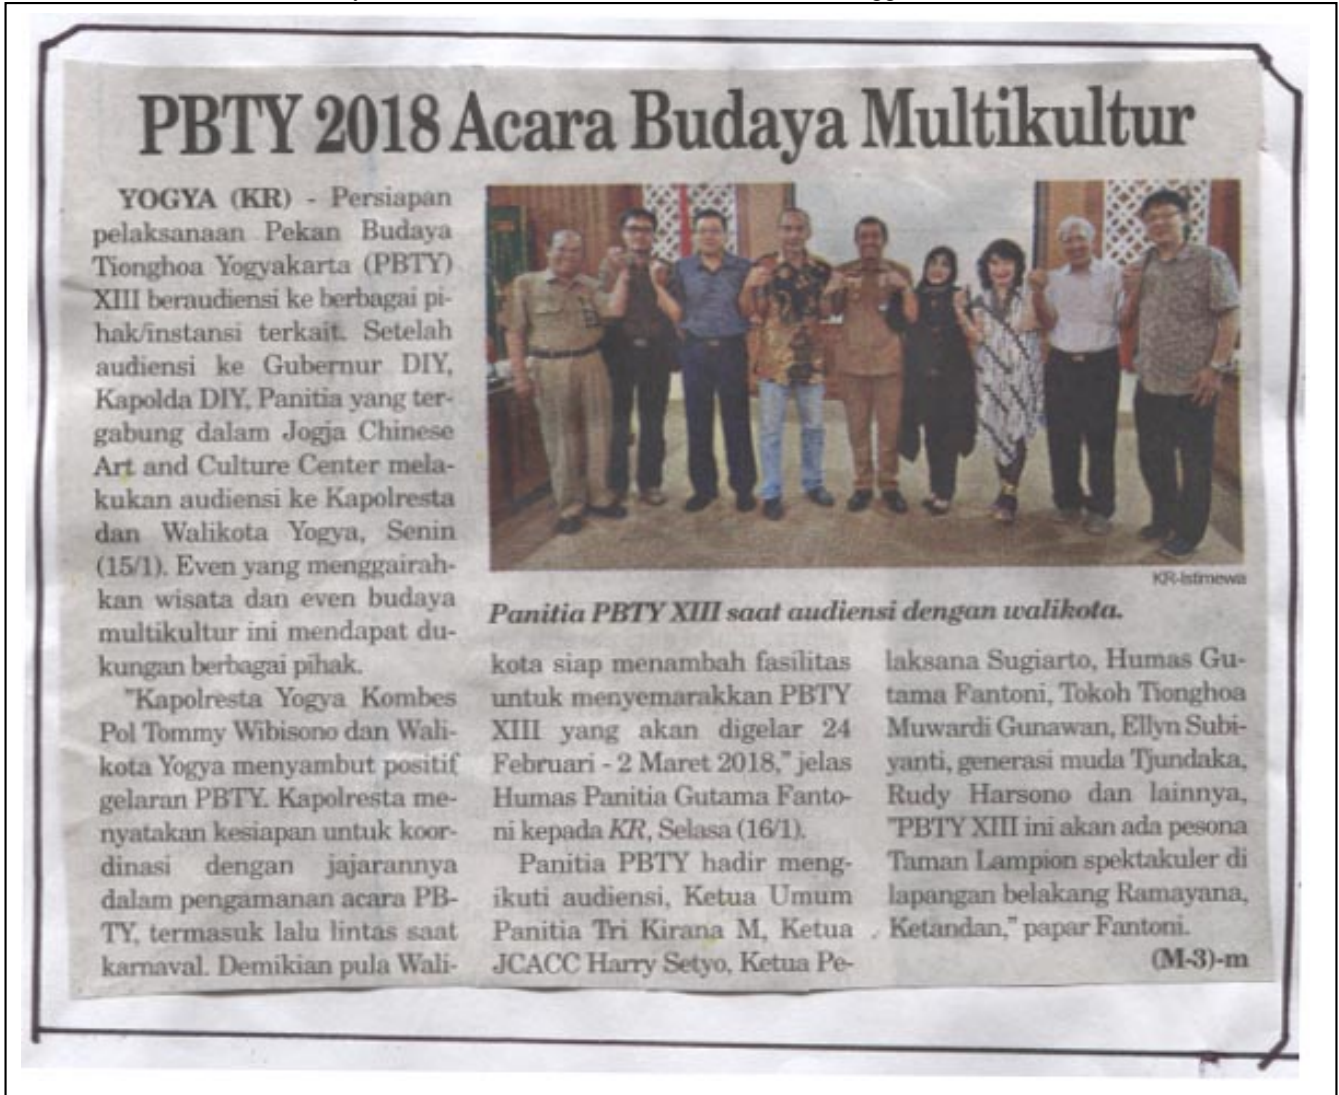 PBTY 2018 Acara Budaya Multikultur
YOGYA (KR) - Persiapan
pelaksanaan Pekan Budaya
Tionghoa Yogyakarta (PBTY)
XIII beraudiensi ke berbagai pi-
hak/instansi terkait. Setelah
audiensi ke Gubernur DIY,
Kapolda DIY, Panitia yang ter-
gabung dalam Jogja Chinese
Art and Culture Center mela-
kukan audiensi ke Kapolresta
dan Walikota Yogya, Senin
(15/1). Even yang menggairah-
kan wisata dan even budaya
multikultur ini mendapat du-
kungan berbagai pihak.
"Kapolresta Yogya Kombes
Pol Tommy Wibisono dan Wali-
kota Yogya menyambut positif
gelaran PBTY. Kapolresta me-
nyatakan kesiapan untuk koor-
dinasi dengan jajarannya
dalam pengamanan acara PB-
TY, termasuk lalu lintas saat
karnaval. Demikian pula Wali-
KR-Istimewa
Panitia PBTY XIII saat audiensi dengan walikota.
kota siap menambah fasilitas
untuk menyemarakkan PBTY
XIII yang akan digelar 24
Februari - 2 Maret 2018," jelas
Humas Panitia Gutama Fanto-
ni kepada KR, Selasa (16/1).
Panitia PBTY hadir meng-
ikuti audiensi, Ketua Umum
Panitia Tri Kirana M, Ketua
JCACC Harry Setyo, Ketua Pe-
laksana Sugiarto, Humas Gu-
tama Fantoni, Tokoh Tionghoa
Muwardi Gunawan, Ellyn Subi-
yanti, generasi muda Tjundaka,
Rudy Harsono dan lainnya,
"PBTY XIII ini akan ada pesona
Taman Lampion spektakuler di
lapangan belakang Ramayana,
Ketandan," papar Fantoni.
(M-3)-m